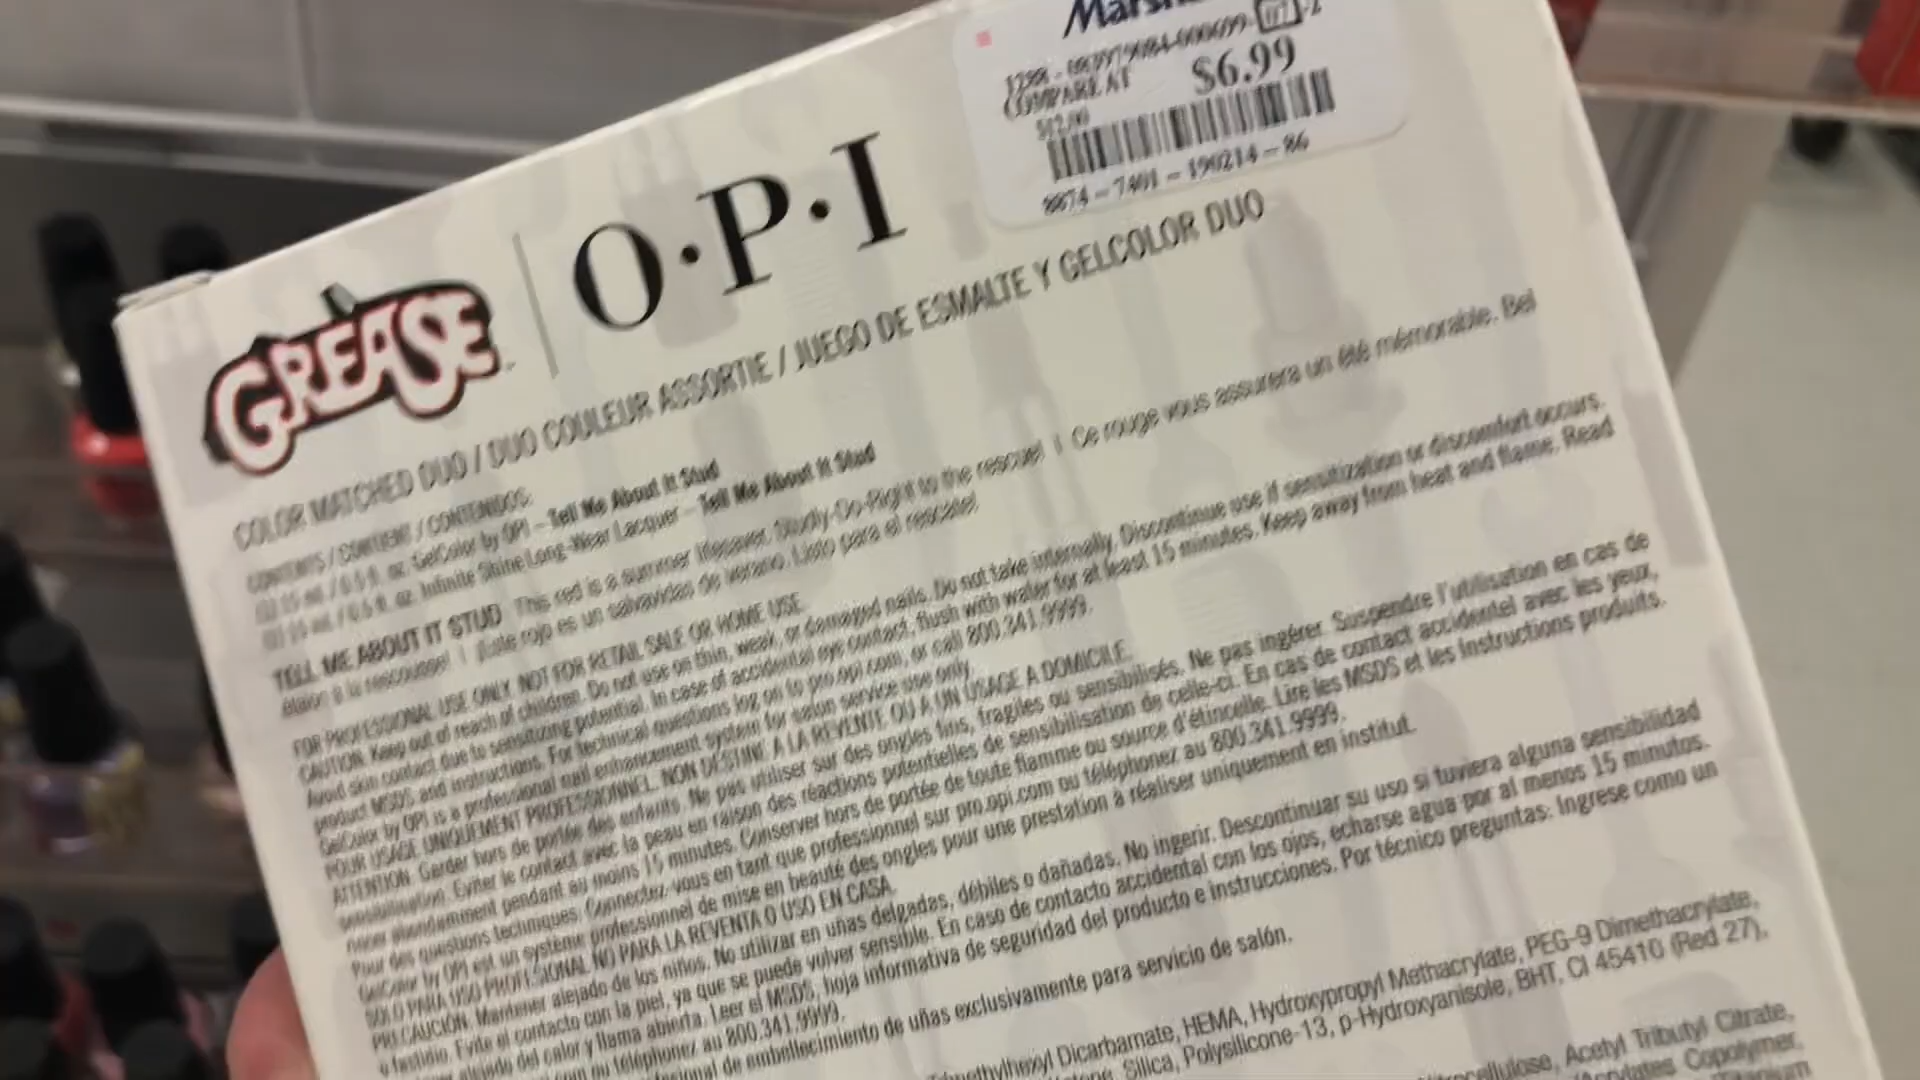 Marsh
COMPARE AT
$6.99
8874-7401-190214-86
GREASE
O·P·I
COLOR MATCHED DUO / DUO COULEUR ASSORTIE / JUEGO DE ESMALTE Y GELCOLOR DUO
CONTENTS / CONTIENT / CONTENIDOS:
15 mL / 0.5 fl. oz. GelColor by OPI – Tell Me About It Stud
15 mL / 0.5 fl. oz. Infinite Shine Long-Wear Lacquer – Tell Me About It Stud
TELL ME ABOUT IT STUD This red is a summer lifesaver. Studly-Do-Right to the rescue! | Ce rouge vous assurera un été mémorable. Bel
étalon à la rescousse! | ¡Este rojo es un salvavidas de verano. Listo para el rescate!
FOR PROFESSIONAL USE ONLY. NOT FOR RETAIL SALE OR HOME USE.
CAUTION: Keep out of reach of children. Do not use on thin, weak, or damaged nails. Do not take internally. Discontinue use if sensitization or discomfort occurs.
Avoid skin contact due to sensitizing potential. In case of accidental eye contact, flush with water for at least 15 minutes. Keep away from heat and flame. Read
product MSDS and instructions. For technical questions log on to pro.opi.com, or call 800.341.9999.
GelColor by OPI is a professional nail enhancement system for salon service use only.
POUR USAGE UNIQUEMENT PROFESSIONNEL. NON DESTINÉ À LA REVENTE OU À UN USAGE À DOMICILE.
ATTENTION: Garder hors de portée des enfants. Ne pas utiliser sur des ongles fins, fragiles ou sensibilisés. Ne pas ingérer. Suspendre l'utilisation en cas de
sensibilisation. Eviter le contact avec la peau en raison des réactions potentielles de sensibilisation de celle-ci. En cas de contact accidentel avec les yeux,
rincer abondamment pendant au moins 15 minutes. Conserver hors de portée de toute flamme ou source d'étincelle. Lire les MSDS et les Instructions produits.
Pour des questions techniques: Connectez-vous en tant que professionnel sur pro.opi.com ou téléphonez au 800.341.9999.
GelColor by OPI est un système professionnel de mise en beauté des ongles pour une prestation à réaliser uniquement en institut.
SOLO PARA USO PROFESIONAL NO PARA LA REVENTA O USO EN CASA.
PRECAUCIÓN: Mantener alejado de los niños. No utilizar en uñas delgadas, débiles o dañadas. No ingerir. Descontinuar su uso si tuviera alguna sensibilidad
o fastidio. Evite el contacto con la piel, ya que se puede volver sensible. En caso de contacto accidental con los ojos, echarse agua por al menos 15 minutos.
alejado del calor y llama abierta. Leer el MSDS, hoja informativa de seguridad del producto e instrucciones. Por técnico preguntas: Ingrese como un
com ou téléphonez au 800.341.9999.
de embellecimiento de uñas exclusivamente para servicio de salón.
Dicarbamate, HEMA, Hydroxypropyl Methacrylate, PEG-9 Dimethacrylate,
Silica, Polysilicone-13, p-Hydroxyanisole, BHT, CI 45410 (Red 27),
Acetyl Tributyl Citrate,
Copolymer,